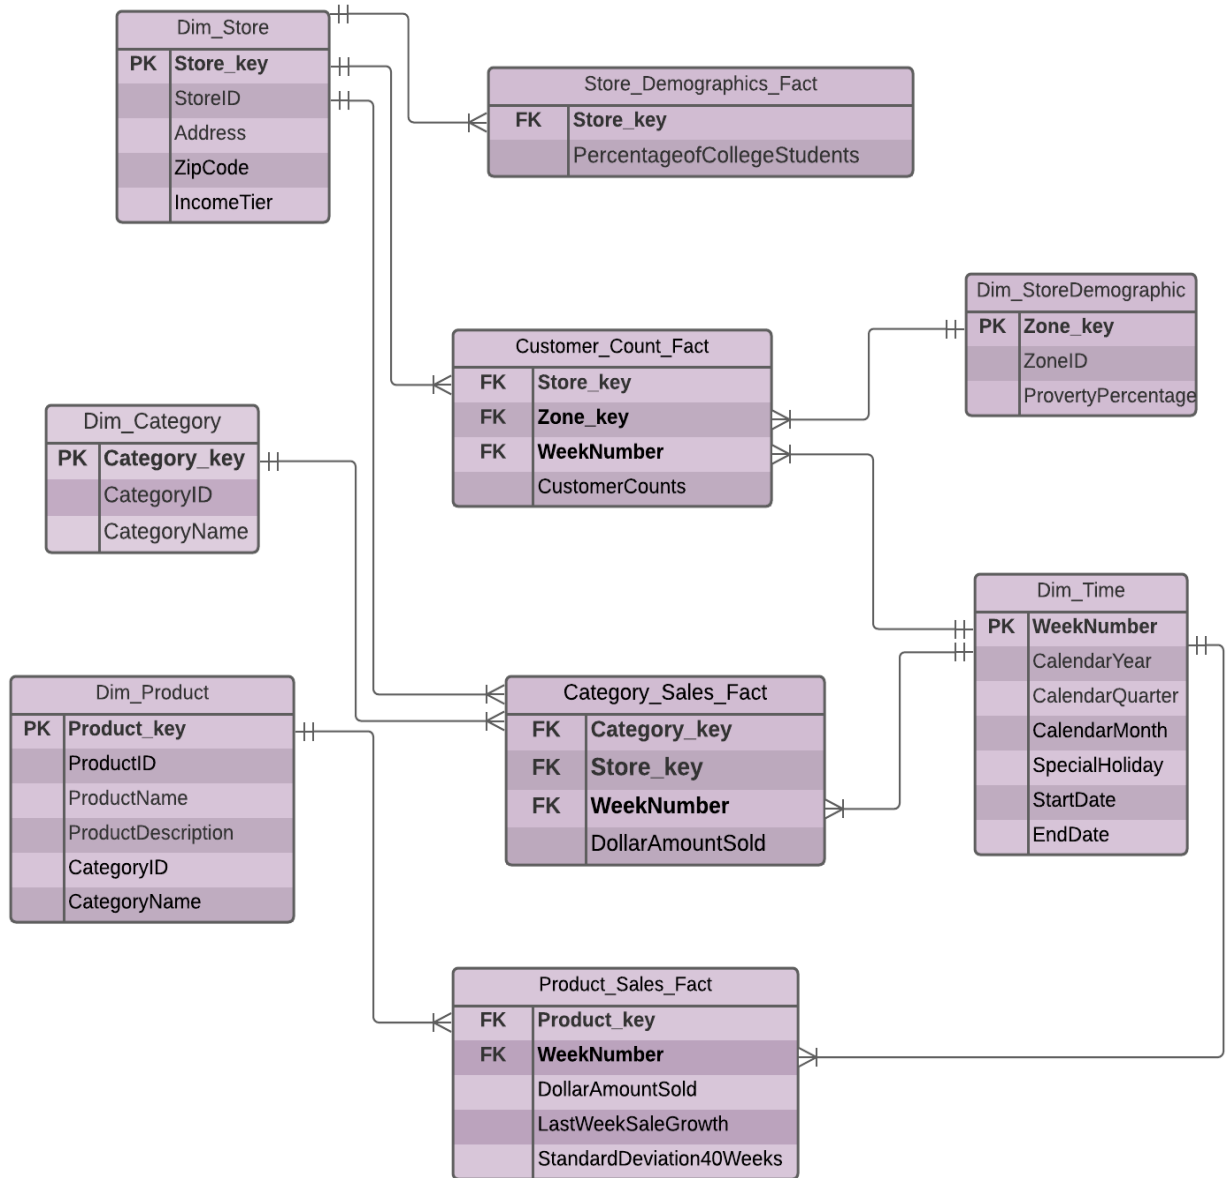 Dim_Store
PK Store_key
StoreID
Address
ZipCode
IncomeTier
Store_Demographics_Fact
FK Store_key
PercentageofCollegeStudents
Dim_StoreDemographic
PK Zone_key
ZoneID
ProvertyPercentage
Customer_Count_Fact
FK Store_key
FK Zone_key
FK WeekNumber
CustomerCounts
Dim_Category
PK Category_key
CategoryID
CategoryName
Dim_Time
PK WeekNumber
CalendarYear
CalendarQuarter
CalendarMonth
SpecialHoliday
StartDate
EndDate
Dim_Product
PK Product_key
ProductID
ProductName
ProductDescription
CategoryID
CategoryName
Category_Sales_Fact
FK Category_key
FK Store_key
FK WeekNumber
DollarAmountSold
Product_Sales_Fact
FK Product_key
FK WeekNumber
DollarAmountSold
LastWeekSaleGrowth
StandardDeviation40Weeks